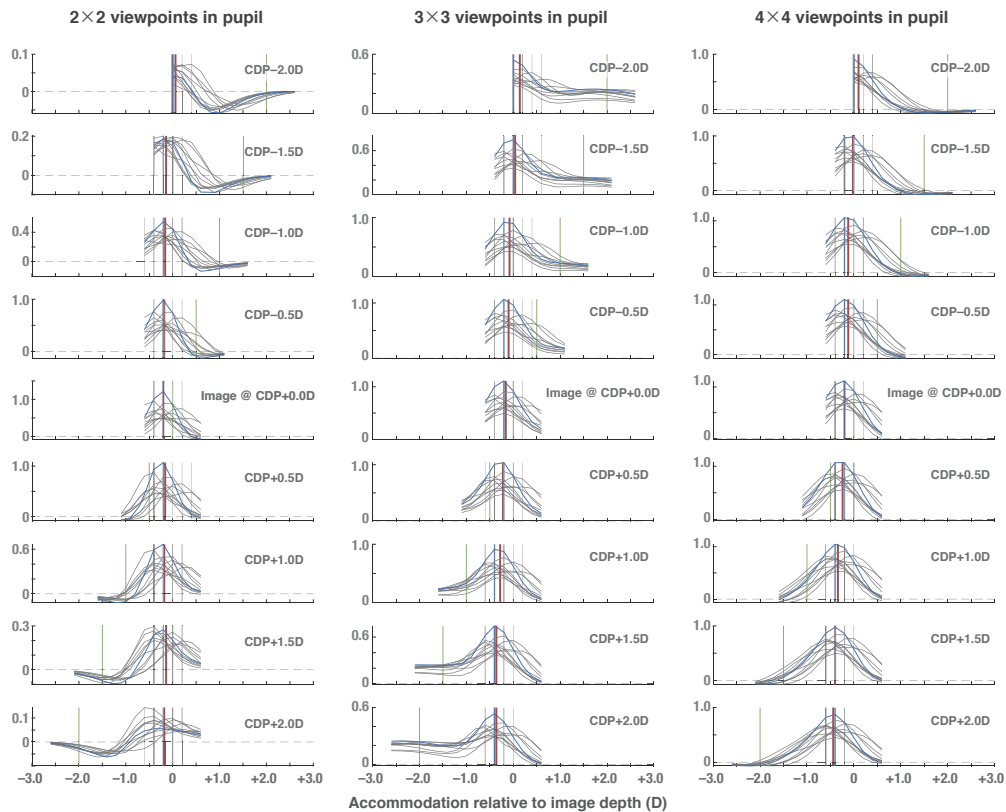 2×2 viewpoints in pupil
3×3 viewpoints in pupil
4×4 viewpoints in pupil
0.1
0
CDP–2.0D
0.6
0
CDP–2.0D
1.0
0
CDP–2.0D
0.2
0
CDP–1.5D
0.6
0
CDP–1.5D
1.0
0
CDP–1.5D
0.4
0
CDP–1.0D
1.0
0
CDP–1.0D
1.0
0
CDP–1.0D
1.0
0
CDP–0.5D
1.0
0
CDP–0.5D
1.0
0
CDP–0.5D
1.0
0
Image @ CDP+0.0D
1.0
0
Image @ CDP+0.0D
1.0
0
Image @ CDP+0.0D
1.0
0
CDP+0.5D
1.0
0
CDP+0.5D
1.0
0
CDP+0.5D
0.6
0
CDP+1.0D
1.0
0
CDP+1.0D
1.0
0
CDP+1.0D
0.3
0
CDP+1.5D
0.6
0
CDP+1.5D
1.0
0
CDP+1.5D
0.1
0
CDP+2.0D
0.6
0
CDP+2.0D
1.0
0
CDP+2.0D
–3.0 –2.0 –1.0 0 +1.0 +2.0 +3.0
–3.0 –2.0 –1.0 0 +1.0 +2.0 +3.0
–3.0 –2.0 –1.0 0 +1.0 +2.0 +3.0
Accommodation relative to image depth (D)